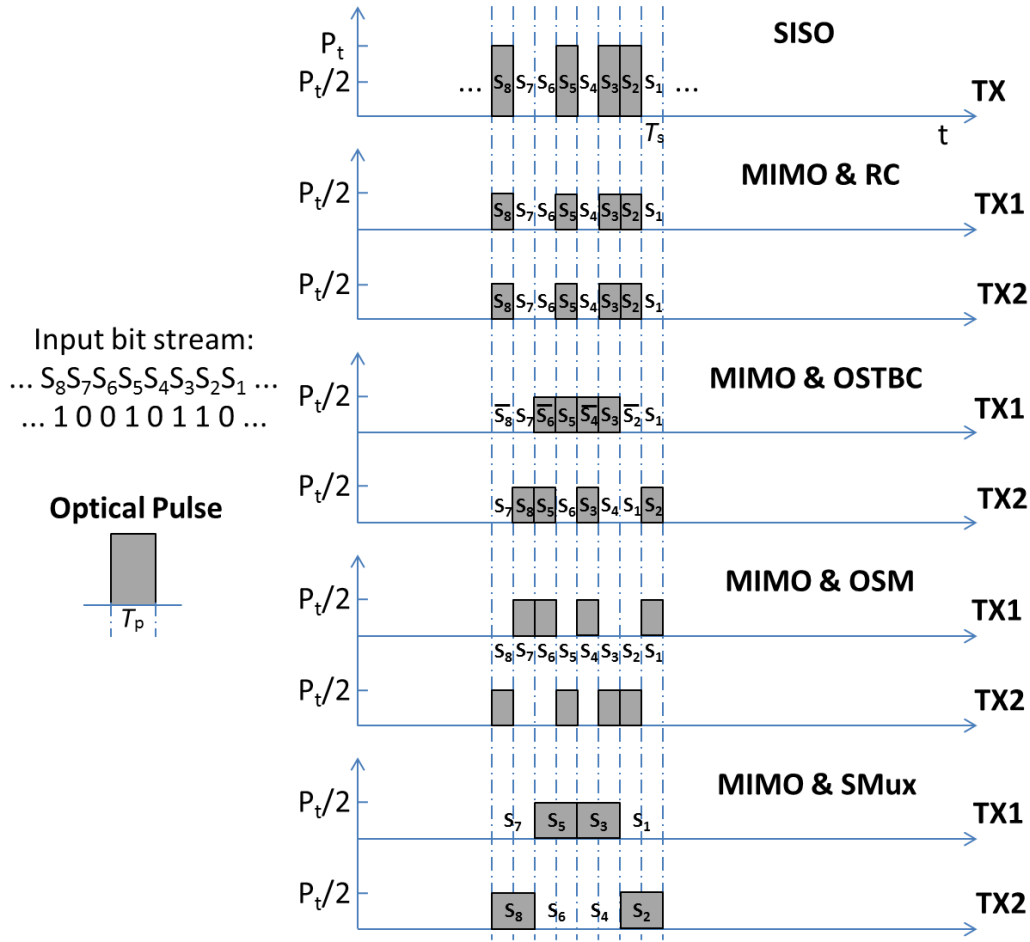 SISO
Pₜ
Pₜ/2
... S₈ S₇ S₆ S₅ S₄ S₃ S₂ S₁ ...
TX
Tₛ
t
MIMO & RC
Pₜ/2
S₈ S₇ S₆ S₅ S₄ S₃ S₂ S₁
TX1
Pₜ/2
S₈ S₇ S₆ S₅ S₄ S₃ S₂ S₁
TX2
Input bit stream:
... S₈S₇S₆S₅S₄S₃S₂S₁ ...
... 1 0 0 1 0 1 1 0 ...
MIMO & OSTBC
Pₜ/2
S̅₈ S₇ S̅₆ S₅ S̅₄ S₃ S̅₂ S₁
TX1
Pₜ/2
S₇ S₈ S₅ S₆ S₃ S₄ S₁ S₂
TX2
Optical Pulse
Tₚ
MIMO & OSM
Pₜ/2
TX1
S₈ S₇ S₆ S₅ S₄ S₃ S₂ S₁
Pₜ/2
TX2
MIMO & SMux
Pₜ/2
S₇ S₅ S₃ S₁
TX1
Pₜ/2
S₈ S₆ S₄ S₂
TX2